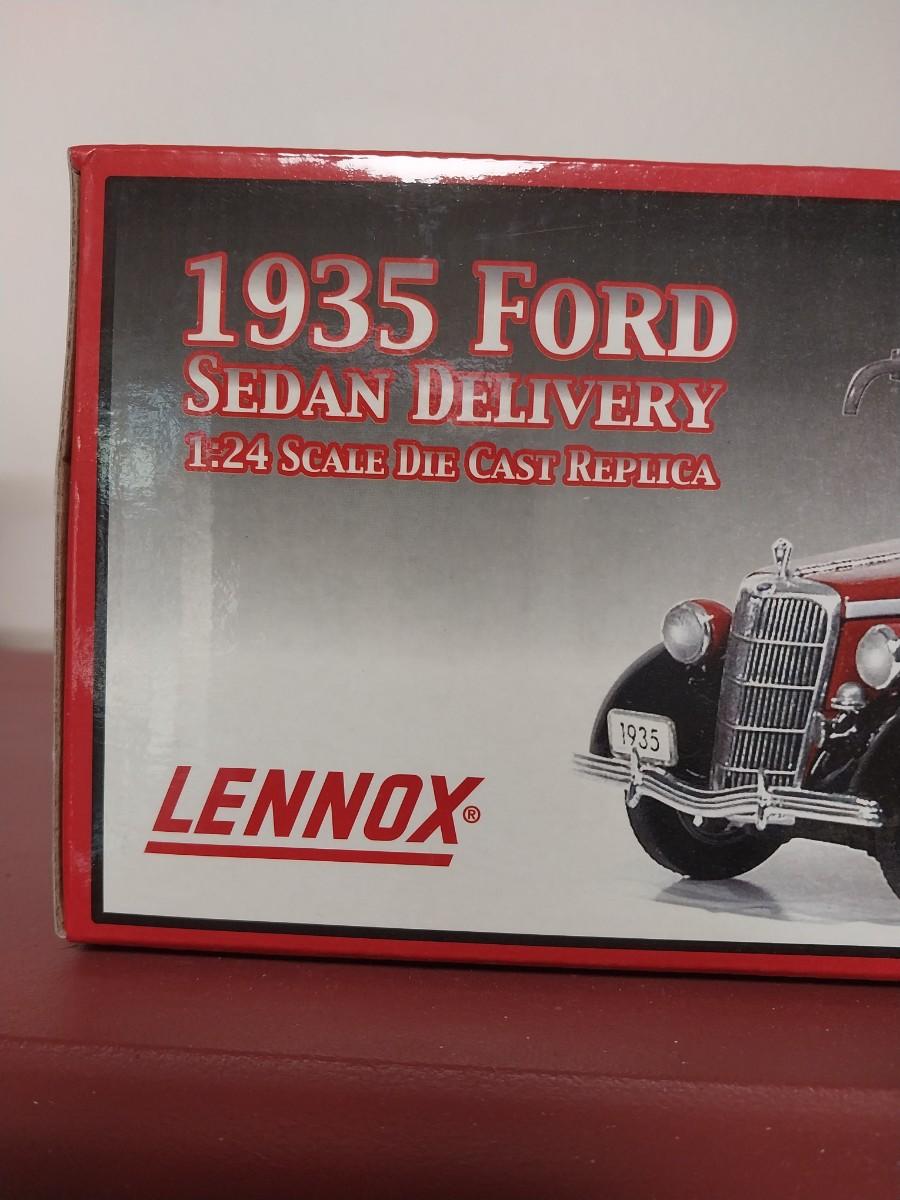 1935 FORD
SEDAN DELIVERY
1:24 SCALE DIE CAST REPLICA
1935
LENNOX®